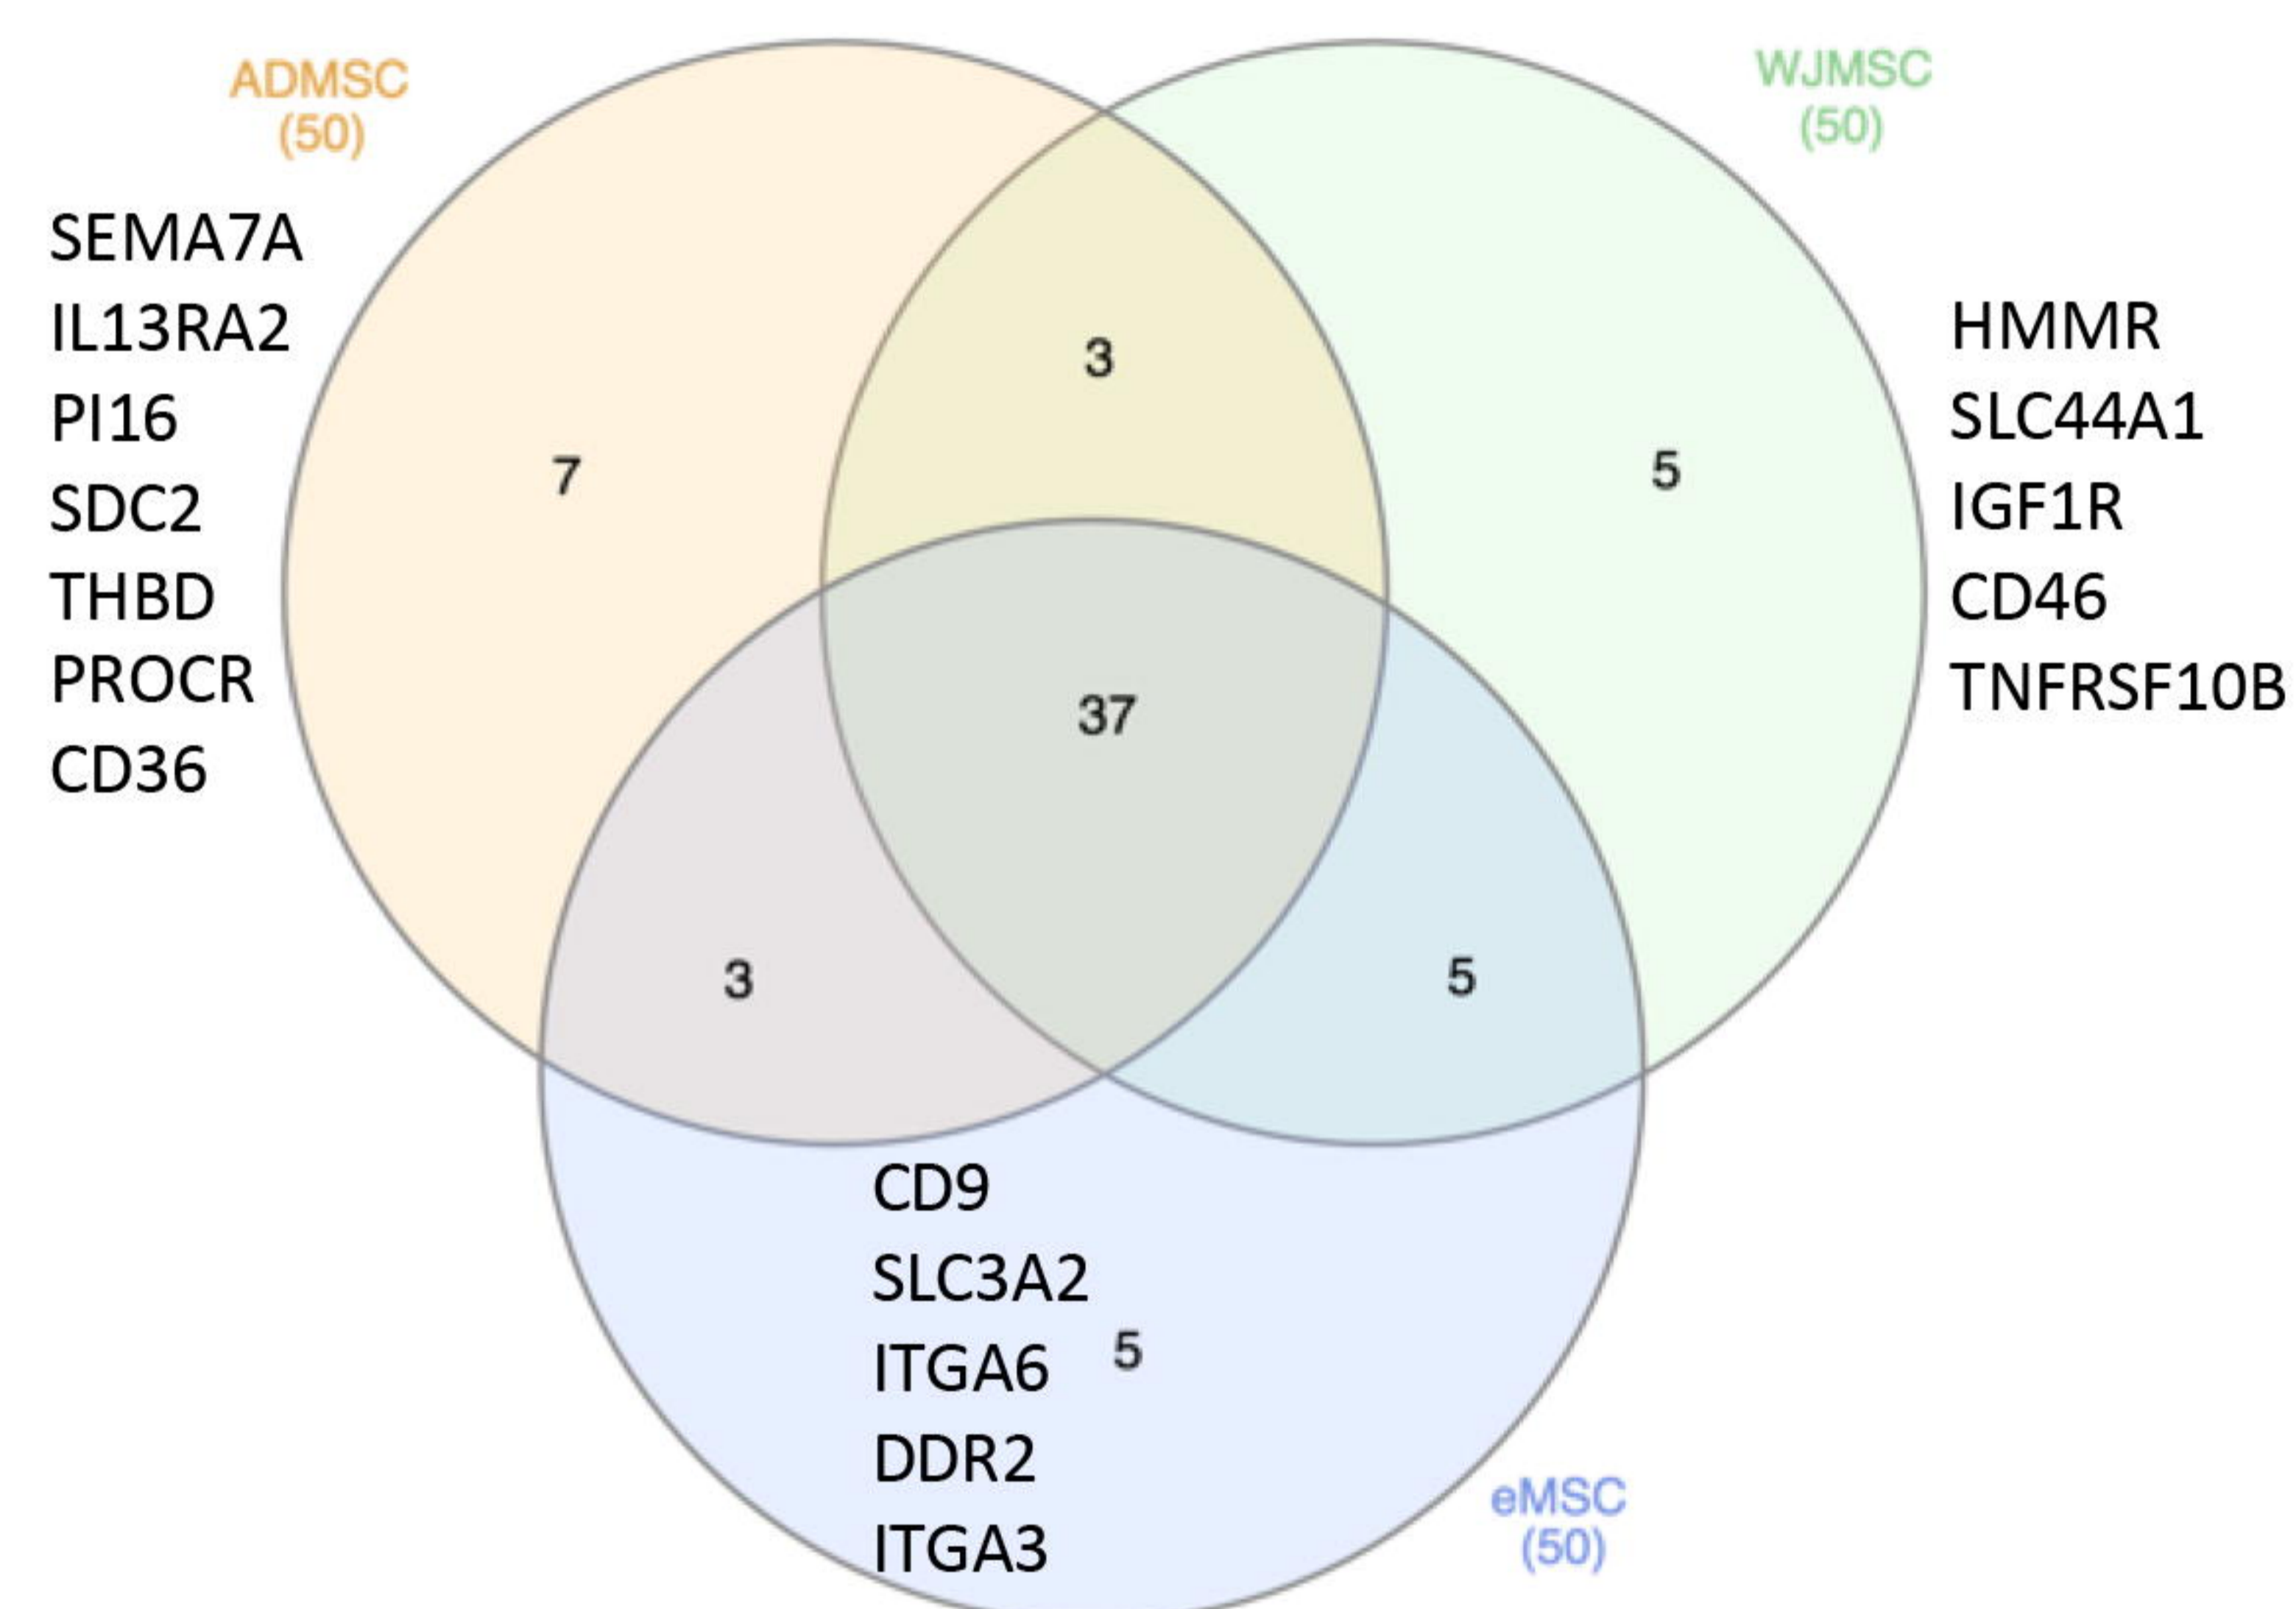 ADMSC
(50)
WJMSC
(50)
SEMA7A
IL13RA2
PI16
SDC2
THBD
PROCR
CD36
HMMR
SLC44A1
IGF1R
CD46
TNFRSF10B
3
7
5
37
3
5
CD9
SLC3A2
ITGA6
DDR2
ITGA3
5
eMSC
(50)